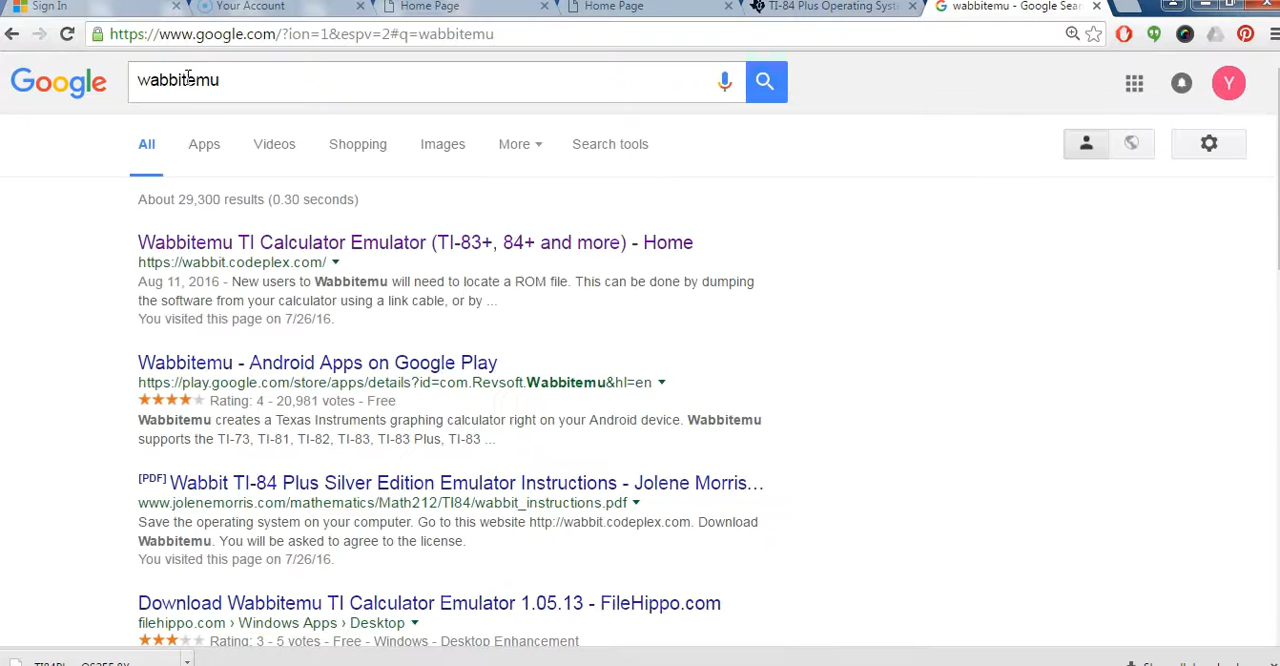 Sign In
Your Account
Home Page
Home Page
TI-84 Plus Operating Syst
wabbitemu - Google Sear
https://www.google.com/?ion=1&espv=2#q=wabbitemu
Google
wabbitemu
Y
All Apps Videos Shopping Images More Search tools
About 29,300 results (0.30 seconds)
Wabbitemu TI Calculator Emulator (TI-83+, 84+ and more) - Home
https://wabbit.codeplex.com/
Aug 11, 2016 - New users to Wabbitemu will need to locate a ROM file. This can be done by dumping
the software from your calculator using a link cable, or by ...
You visited this page on 7/26/16.
Wabbitemu - Android Apps on Google Play
https://play.google.com/store/apps/details?id=com.Revsoft.Wabbitemu&hl=en
Rating: 4 - 20,981 votes - Free
Wabbitemu creates a Texas Instruments graphing calculator right on your Android device. Wabbitemu
supports the TI-73, TI-81, TI-82, TI-83, TI-83 Plus, TI-83 ...
[PDF] Wabbit TI-84 Plus Silver Edition Emulator Instructions - Jolene Morris...
www.jolenemorris.com/mathematics/Math212/TI84/wabbit_instructions.pdf
Save the operating system on your computer. Go to this website http://wabbit.codeplex.com. Download
Wabbitemu. You will be asked to agree to the license.
You visited this page on 7/26/16.
Download Wabbitemu TI Calculator Emulator 1.05.13 - FileHippo.com
filehippo.com › Windows Apps › Desktop
Rating: 3 - 5 votes - Free - Windows - Desktop Enhancement